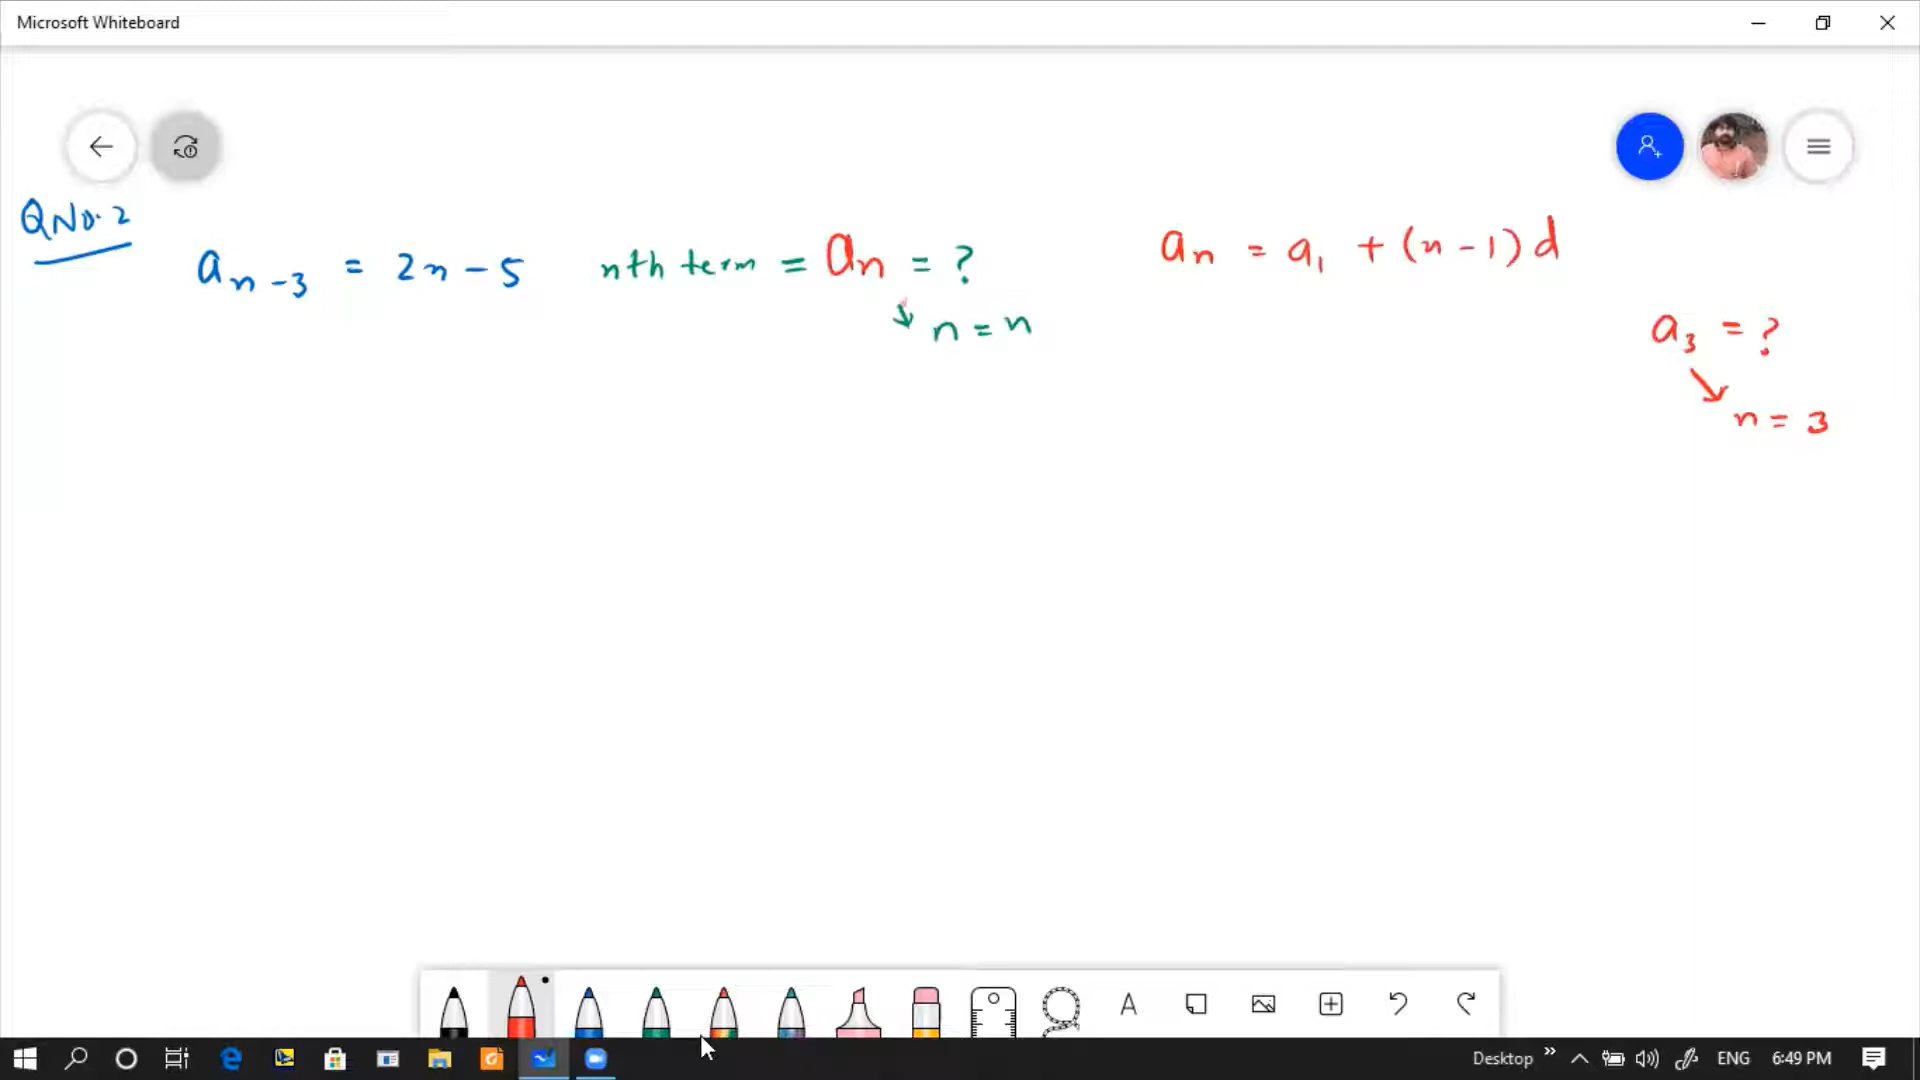 Microsoft Whiteboard
QNo.2
aₙ₋₃ = 2n - 5 nth term = aₙ = ? aₙ = a₁ + (n - 1) d
n = n
a₃ = ?
n = 3
A
Desktop » ENG 6:49 PM